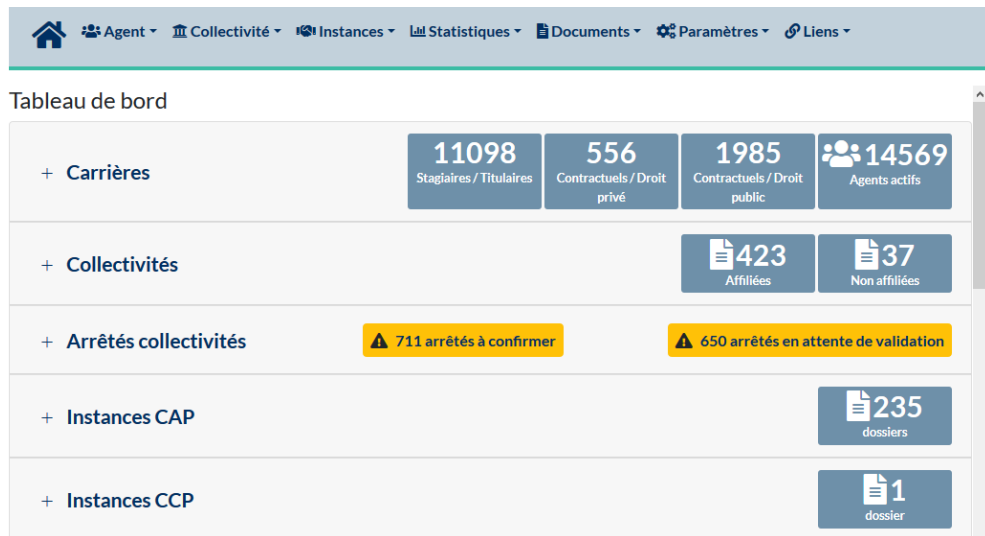 Agent Collectivité Instances Statistiques Documents Paramètres Liens
Tableau de bord
+ Carrières
11098
Stagiaires / Titulaires
556
Contractuels / Droit
privé
1985
Contractuels / Droit
public
14569
Agents actifs
+ Collectivités
423
Affiliées
37
Non affiliées
+ Arrêtés collectivités
711 arrêtés à confirmer
650 arrêtés en attente de validation
+ Instances CAP
235
dossiers
+ Instances CCP
1
dossier